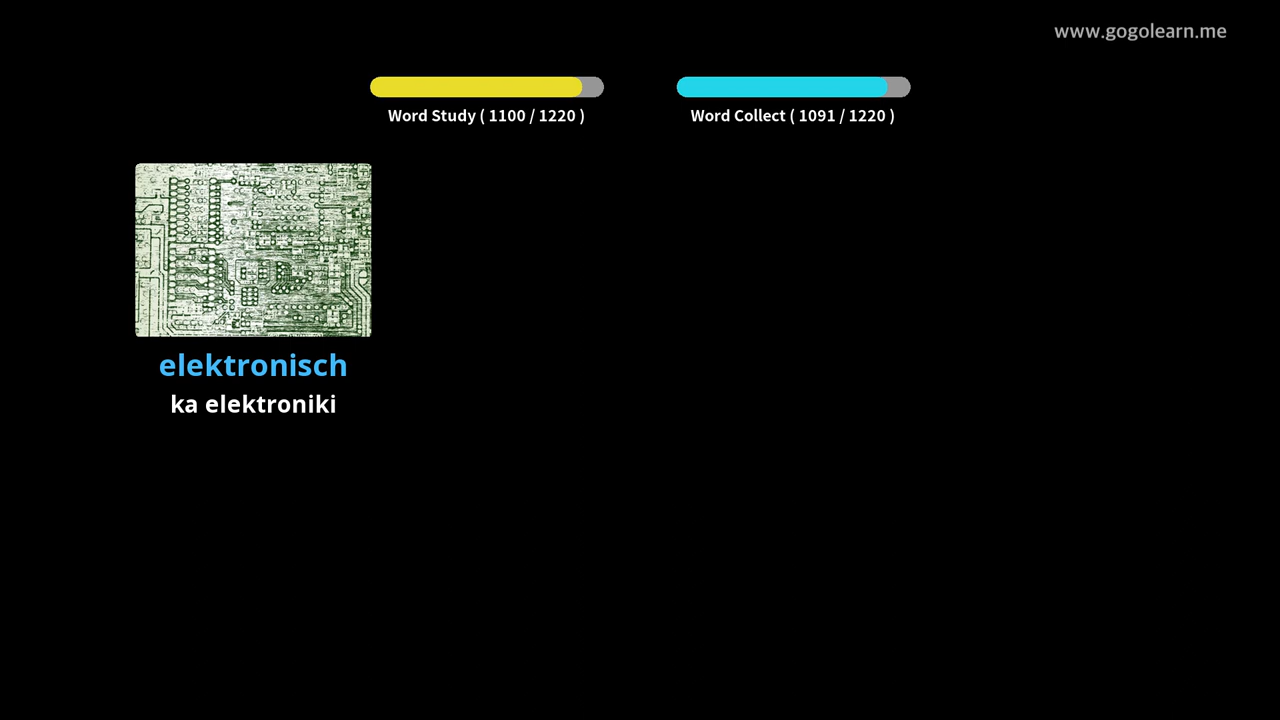 www.gogolearn.me
Word Study ( 1100 / 1220 )
Word Collect ( 1091 / 1220 )
elektronisch
ka elektroniki